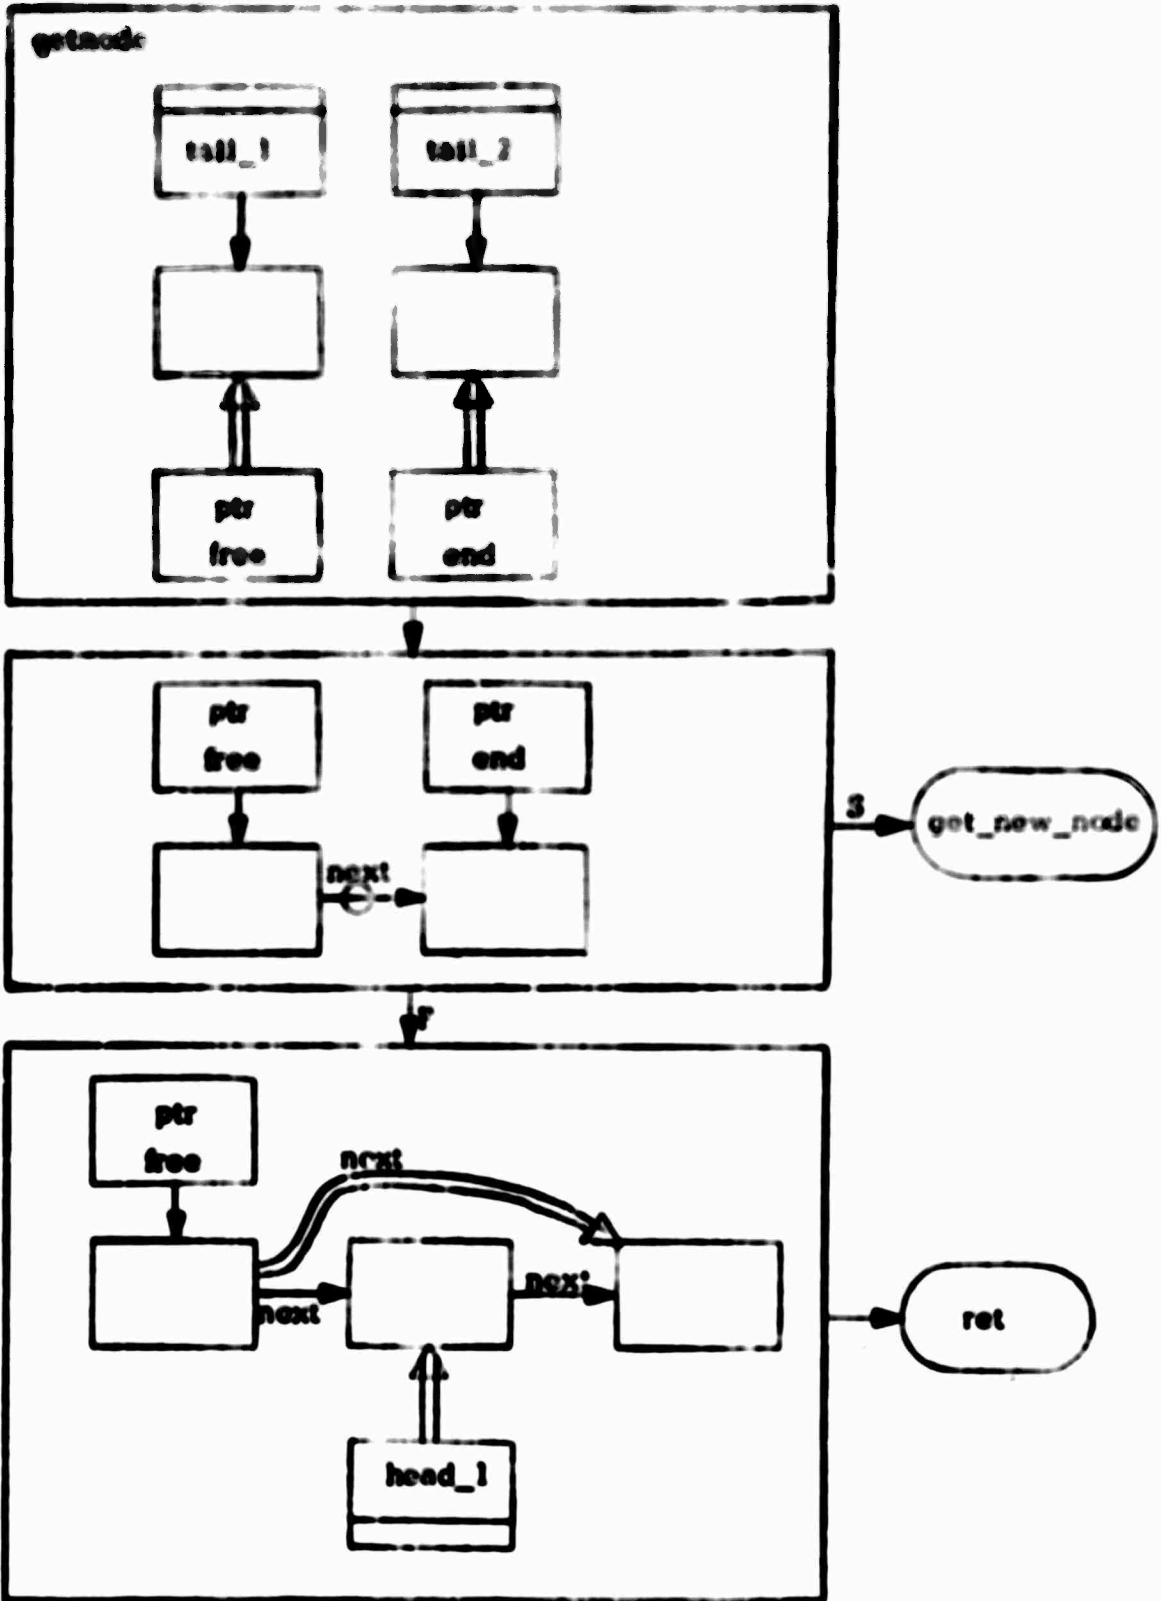 getnode
tail_1 tail_2
ptr ptr
free end
ptr ptr
free end
next
S
get_new_node
F
ptr
free
next
next
next
ret
head_1